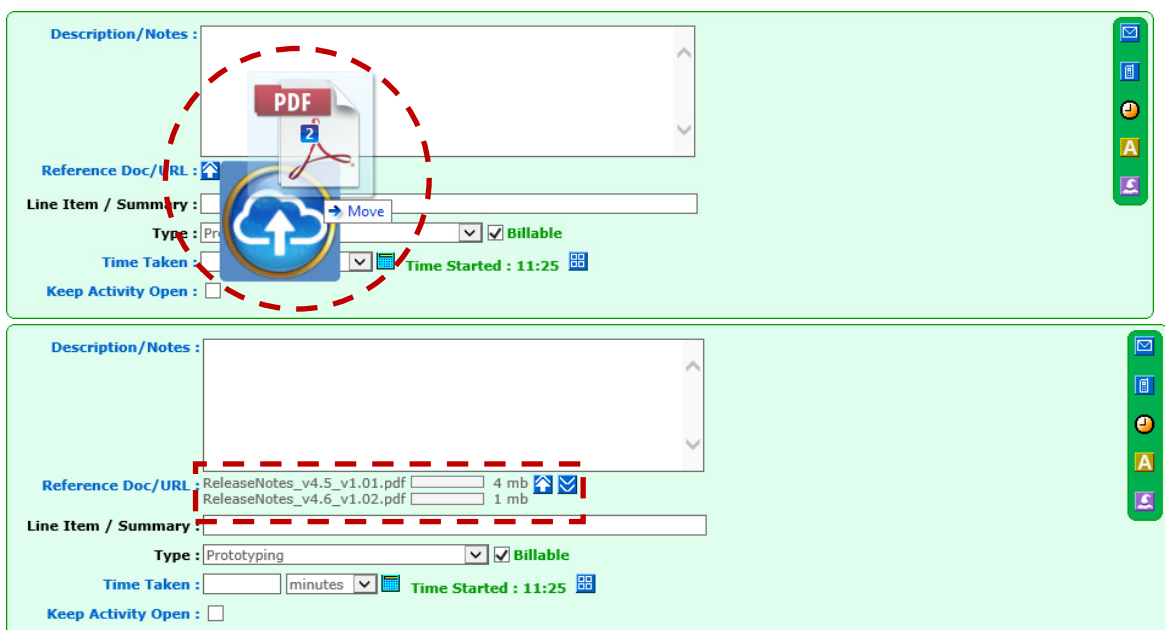 Description/Notes :
PDF
2
Reference Doc/URL :
Line Item / Summary :
Move
Type : Pr Billable
Time Taken : Time Started : 11:25
Keep Activity Open :
A
Description/Notes :
Reference Doc/URL : ReleaseNotes_v4.5_v1.01.pdf 4 mb
ReleaseNotes_v4.6_v1.02.pdf 1 mb
Line Item / Summary :
Type : Prototyping Billable
Time Taken : minutes Time Started : 11:25
Keep Activity Open :
A